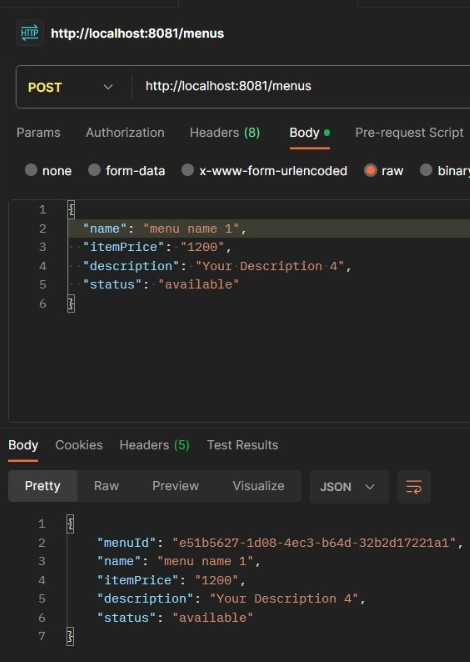 HTTP http://localhost:8081/menus
POST http://localhost:8081/menus
Params Authorization Headers (8) Body Pre-request Script
none form-data x-www-form-urlencoded raw binary
1 {
2 "name": "menu name 1",
3 "itemPrice": "1200",
4 "description": "Your Description 4",
5 "status": "available"
6 }
Body Cookies Headers (5) Test Results
Pretty Raw Preview Visualize JSON
1 {
2 "menuId": "e51b5627-1d08-4ec3-b64d-32b2d17221a1",
3 "name": "menu name 1",
4 "itemPrice": "1200",
5 "description": "Your Description 4",
6 "status": "available"
7 }